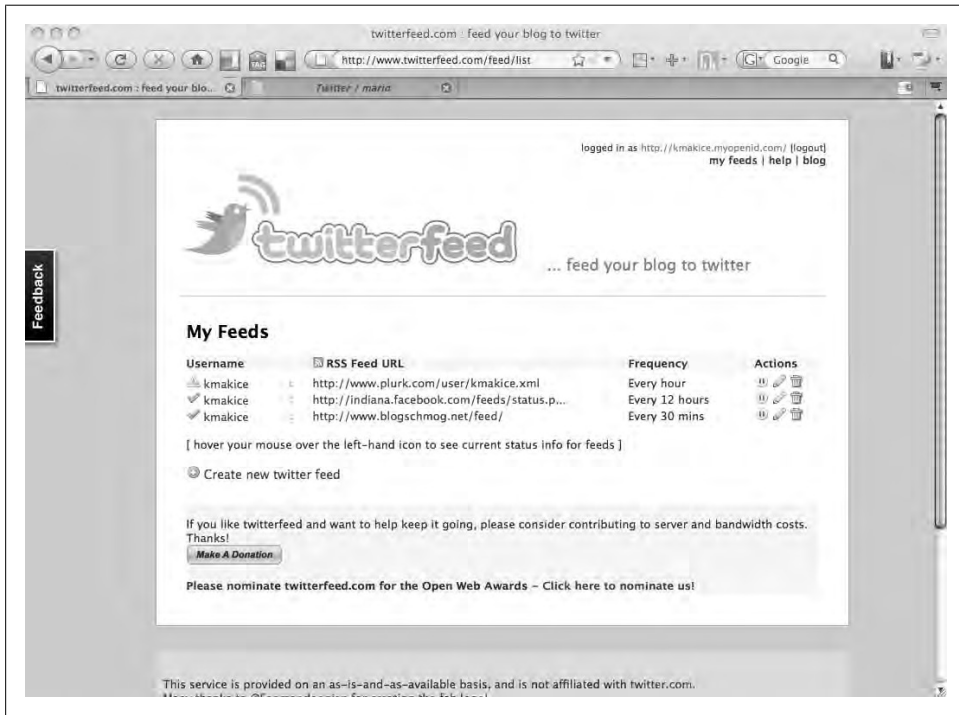 twitterfeed.com : feed your blog to twitter
http://www.twitterfeed.com/feed/list
Google
twitterfeed.com : feed your blo...
Twitter / maria
logged in as http://kmakice.myopenid.com/ [logout]
my feeds | help | blog
twitterfeed
... feed your blog to twitter
Feedback
My Feeds
Username RSS Feed URL Frequency Actions
kmakice : http://www.plurk.com/user/kmakice.xml Every hour
kmakice : http://indiana.facebook.com/feeds/status.p... Every 12 hours
kmakice : http://www.blogschmog.net/feed/ Every 30 mins
[ hover your mouse over the left-hand icon to see current status info for feeds ]
Create new twitter feed
If you like twitterfeed and want to help keep it going, please consider contributing to server and bandwidth costs.
Thanks!
Make A Donation
Please nominate twitterfeed.com for the Open Web Awards – Click here to nominate us!
This service is provided on an as-is-and-as-available basis, and is not affiliated with twitter.com.